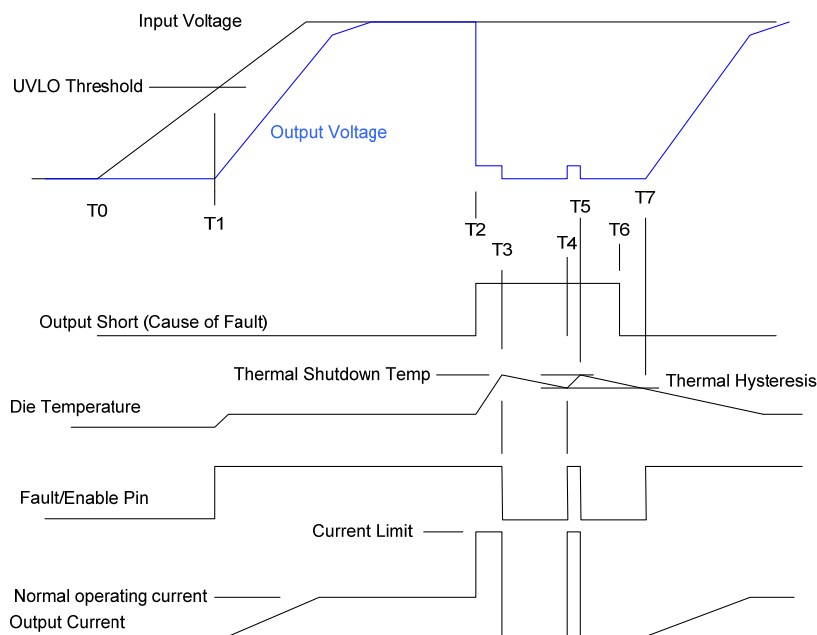 Input Voltage
UVLO Threshold
Output Voltage
T0
T1
T2
T3
T4
T5
T6
T7
Output Short (Cause of Fault)
Thermal Shutdown Temp
Thermal Hysteresis
Die Temperature
Fault/Enable Pin
Current Limit
Normal operating current
Output Current